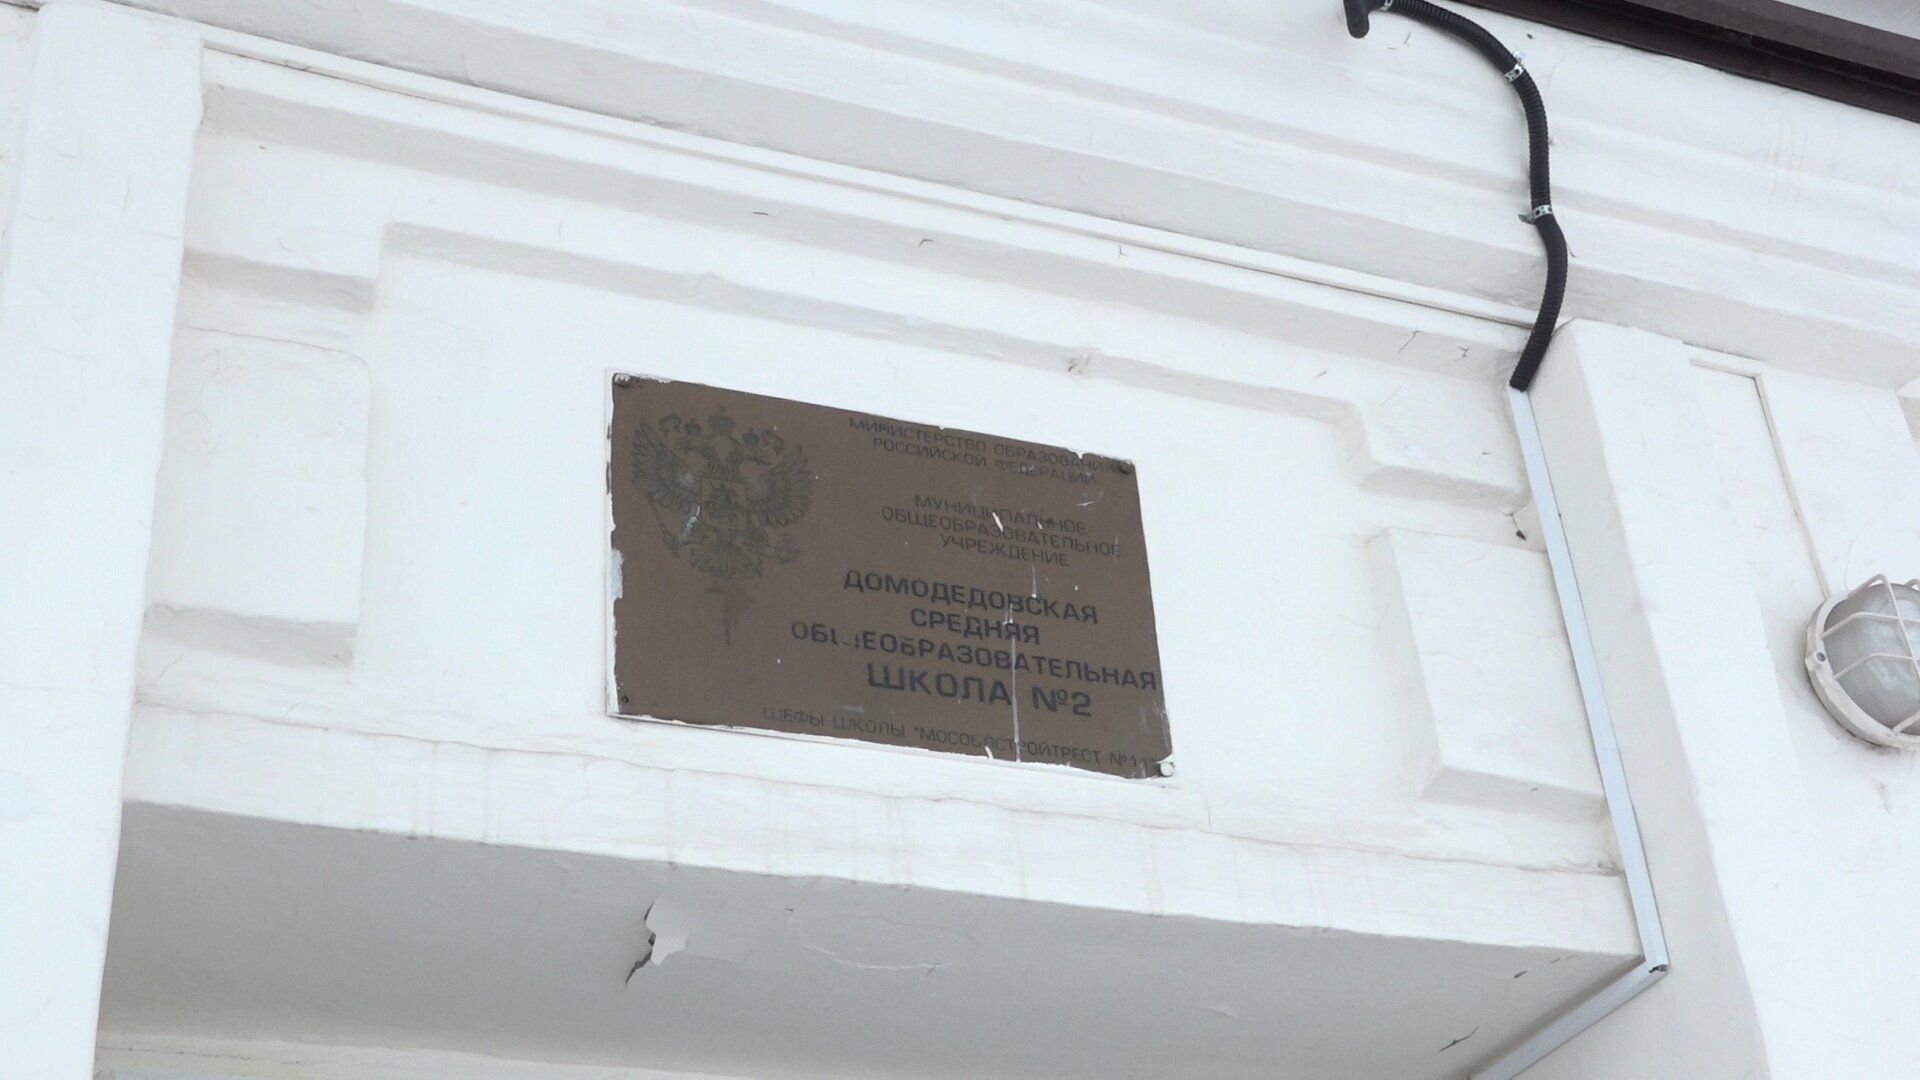 МИНИСТЕРСТВО ОБРАЗОВАНИЯ
РОССИЙСКОЙ ФЕДЕРАЦИИ
МУНИЦИПАЛЬНОЕ
ОБЩЕОБРАЗОВАТЕЛЬНОЕ
УЧРЕЖДЕНИЕ
ДОМОДЕДОВСКАЯ
СРЕДНЯЯ
ОБЩЕОБРАЗОВАТЕЛЬНАЯ
ШКОЛА №2
ШЕФЫ ШКОЛЫ "МОСОБЛСТРОЙТРЕСТ